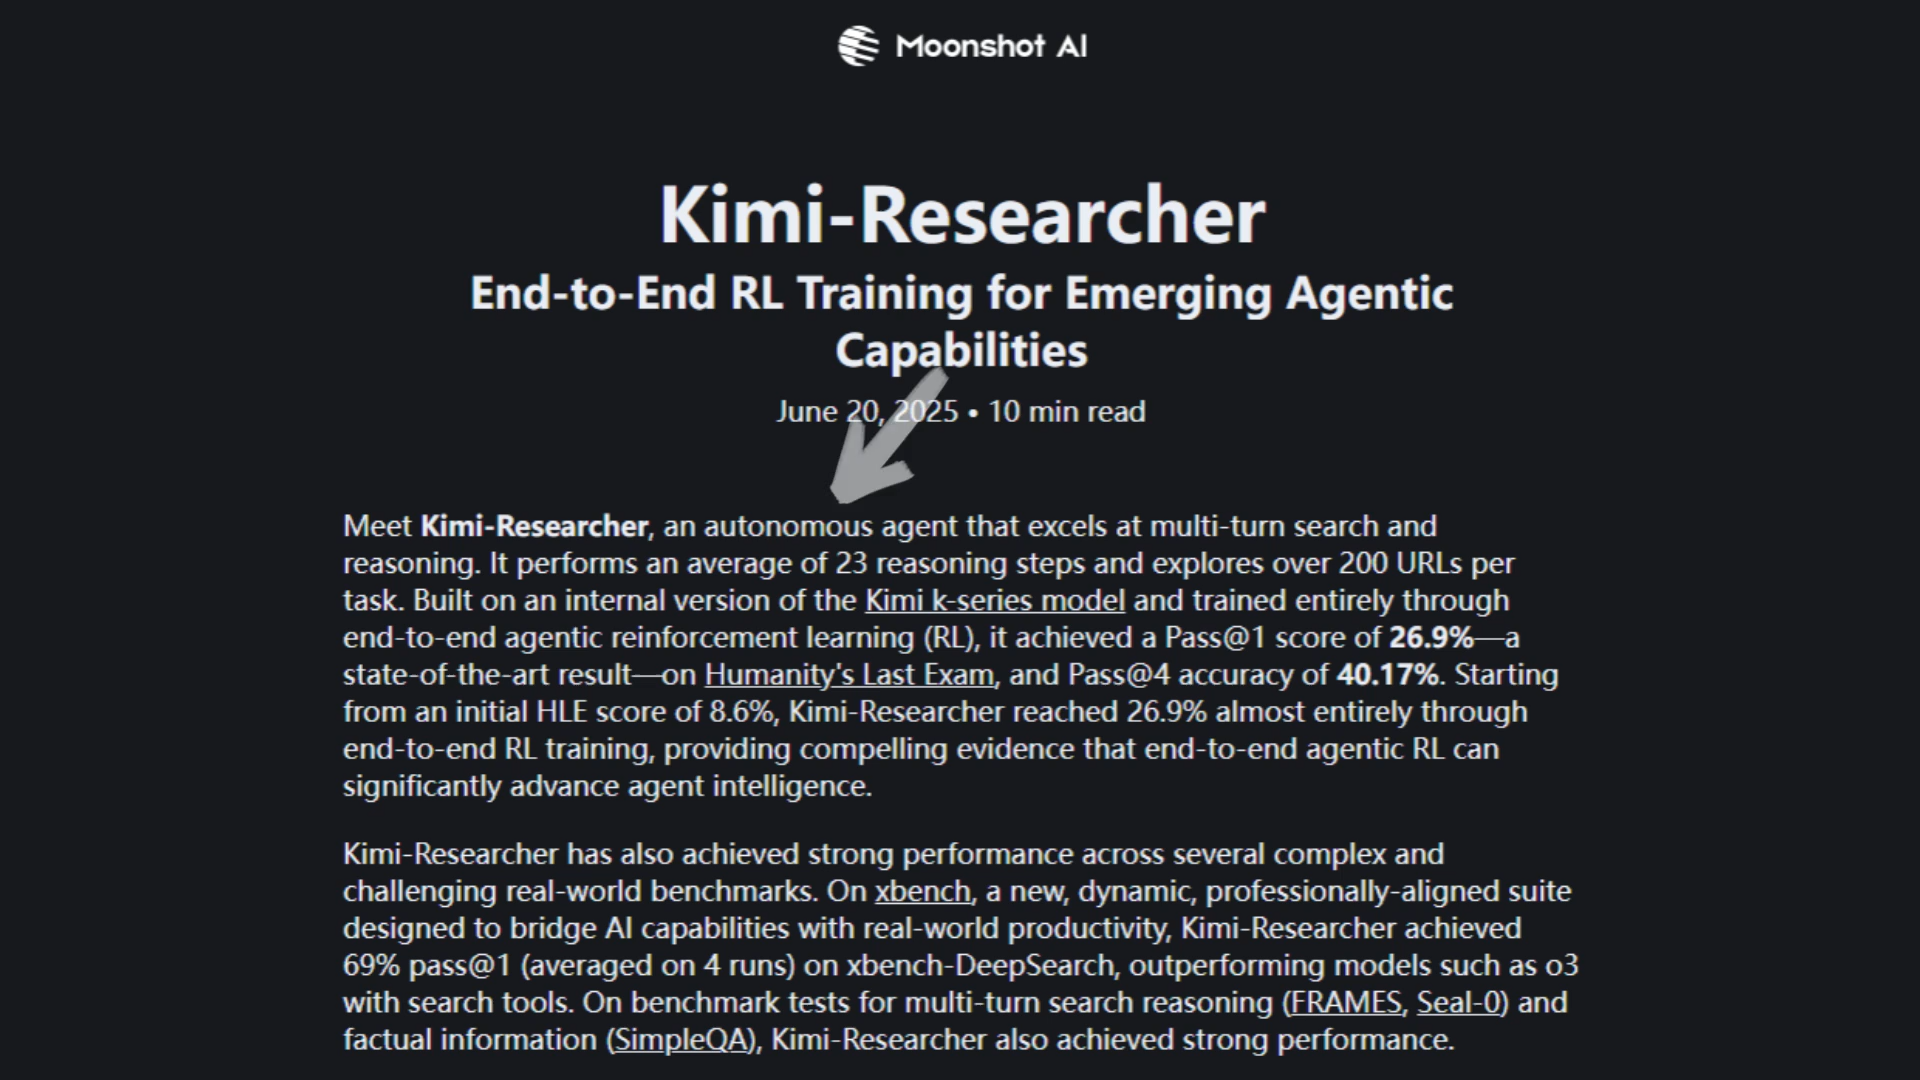 Moonshot AI
Kimi-Researcher
End-to-End RL Training for Emerging Agentic
Capabilities
June 20, 2025 • 10 min read
Meet Kimi-Researcher, an autonomous agent that excels at multi-turn search and
reasoning. It performs an average of 23 reasoning steps and explores over 200 URLs per
task. Built on an internal version of the Kimi k-series model and trained entirely through
end-to-end agentic reinforcement learning (RL), it achieved a Pass@1 score of 26.9%—a
state-of-the-art result—on Humanity's Last Exam, and Pass@4 accuracy of 40.17%. Starting
from an initial HLE score of 8.6%, Kimi-Researcher reached 26.9% almost entirely through
end-to-end RL training, providing compelling evidence that end-to-end agentic RL can
significantly advance agent intelligence.
Kimi-Researcher has also achieved strong performance across several complex and
challenging real-world benchmarks. On xbench, a new, dynamic, professionally-aligned suite
designed to bridge AI capabilities with real-world productivity, Kimi-Researcher achieved
69% pass@1 (averaged on 4 runs) on xbench-DeepSearch, outperforming models such as o3
with search tools. On benchmark tests for multi-turn search reasoning (FRAMES, Seal-0) and
factual information (SimpleQA), Kimi-Researcher also achieved strong performance.